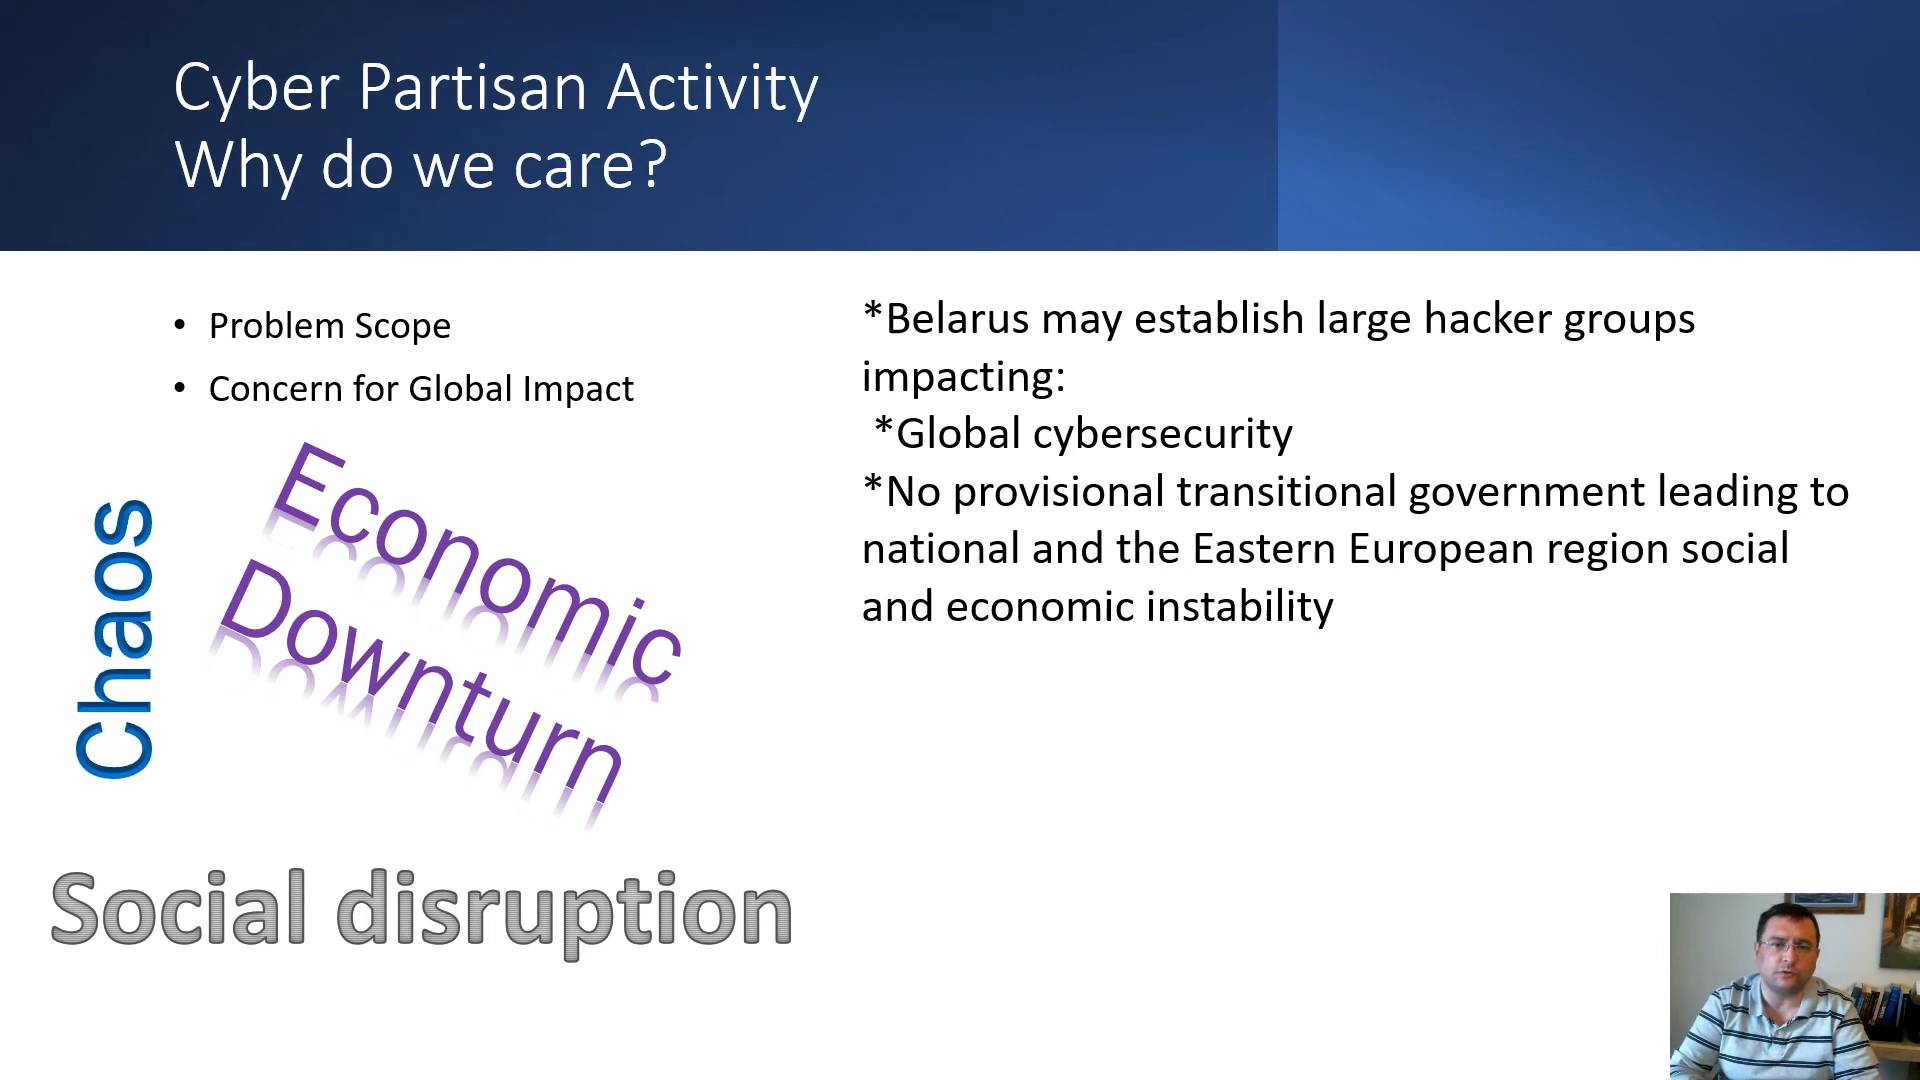 Cyber Partisan Activity
Why do we care?
• Problem Scope
• Concern for Global Impact
Chaos
Economic
Downturn
Social disruption
*Belarus may establish large hacker groups
impacting:
*Global cybersecurity
*No provisional transitional government leading to
national and the Eastern European region social
and economic instability